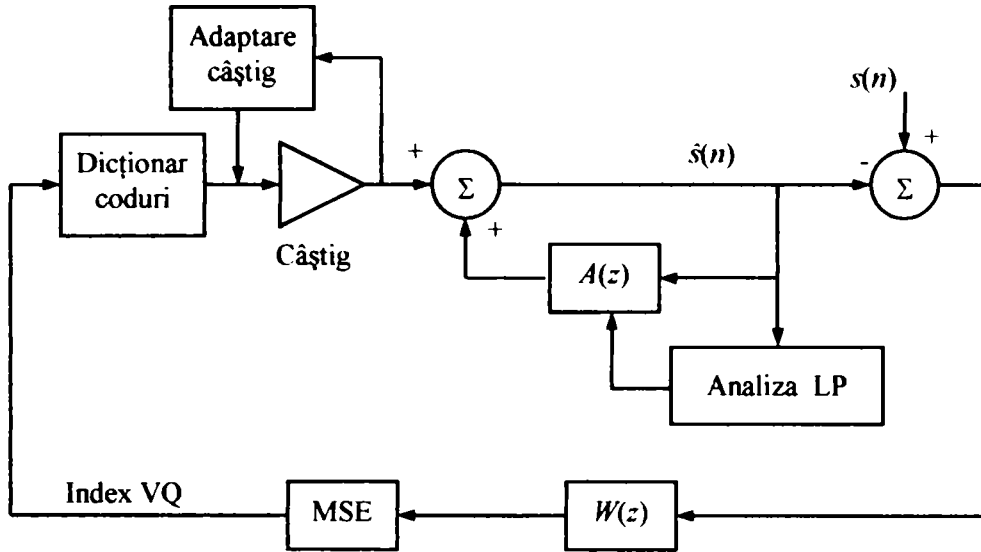 Adaptare
câştig
s(n)
+
Dicţionar
coduri
+
Σ
ŝ(n)
-
Σ
Câştig
+
A(z)
Analiza LP
Index VQ
MSE
W(z)